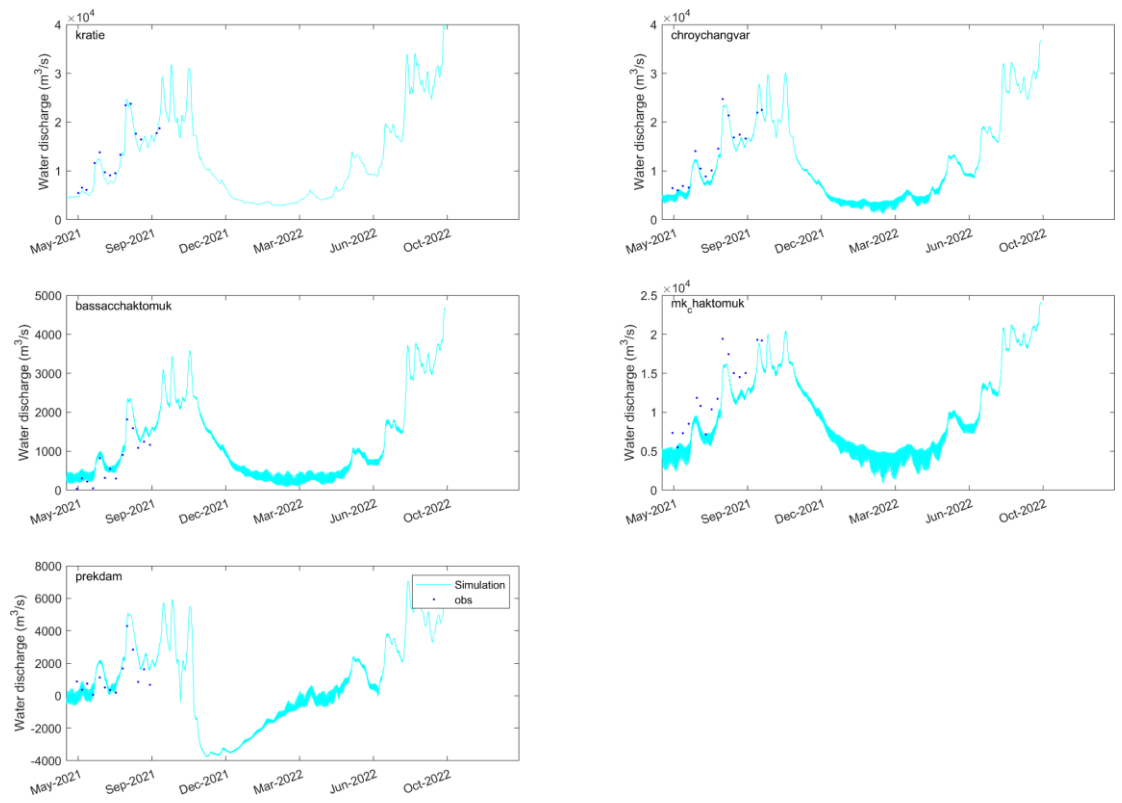 ×10⁴
kratie
Water discharge (m³/s)
4
3
2
1
0
May-2021 Sep-2021 Dec-2021 Mar-2022 Jun-2022 Oct-2022
×10⁴
chroychangvar
Water discharge (m³/s)
4
3
2
1
0
May-2021 Sep-2021 Dec-2021 Mar-2022 Jun-2022 Oct-2022
bassacchaktomuk
Water discharge (m³/s)
5000
4000
3000
2000
1000
0
May-2021 Sep-2021 Dec-2021 Mar-2022 Jun-2022 Oct-2022
×10⁴
mk_chaktomuk
Water discharge (m³/s)
2.5
2
1.5
1
0.5
0
May-2021 Sep-2021 Dec-2021 Mar-2022 Jun-2022 Oct-2022
prekdam
Water discharge (m³/s)
8000
6000
4000
2000
0
-2000
-4000
Simulation
obs
May-2021 Sep-2021 Dec-2021 Mar-2022 Jun-2022 Oct-2022